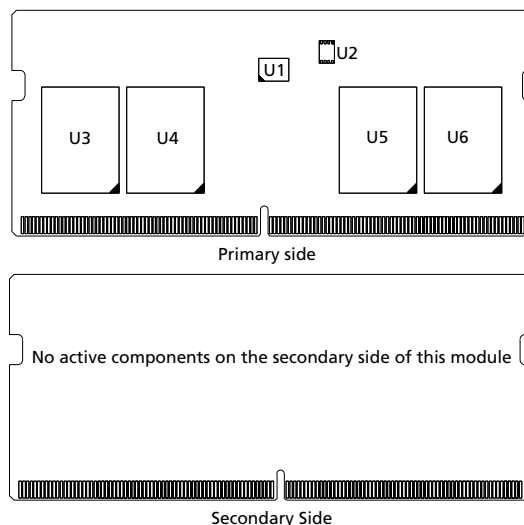 U2
U1
U3 U4 U5 U6
Primary side
No active components on the secondary side of this module
Secondary Side